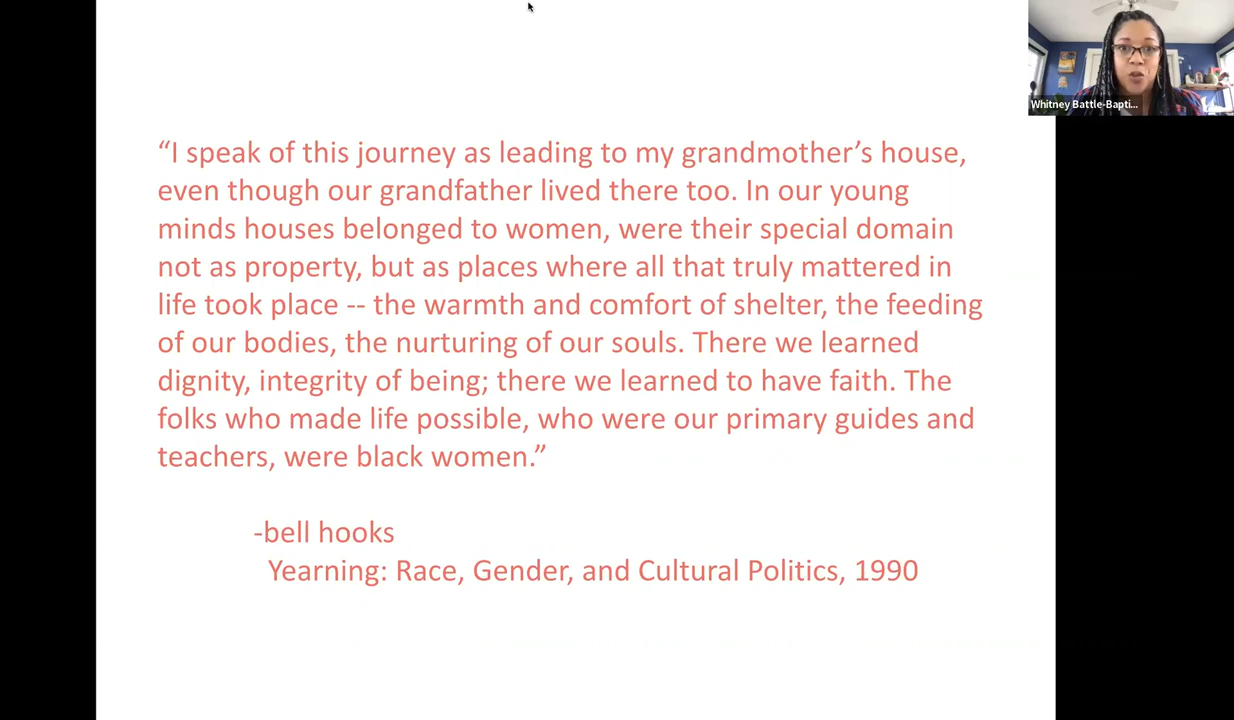 Whitney Battle-Bapti...
“I speak of this journey as leading to my grandmother’s house,
even though our grandfather lived there too. In our young
minds houses belonged to women, were their special domain
not as property, but as places where all that truly mattered in
life took place -- the warmth and comfort of shelter, the feeding
of our bodies, the nurturing of our souls. There we learned
dignity, integrity of being; there we learned to have faith. The
folks who made life possible, who were our primary guides and
teachers, were black women.”
-bell hooks
Yearning: Race, Gender, and Cultural Politics, 1990